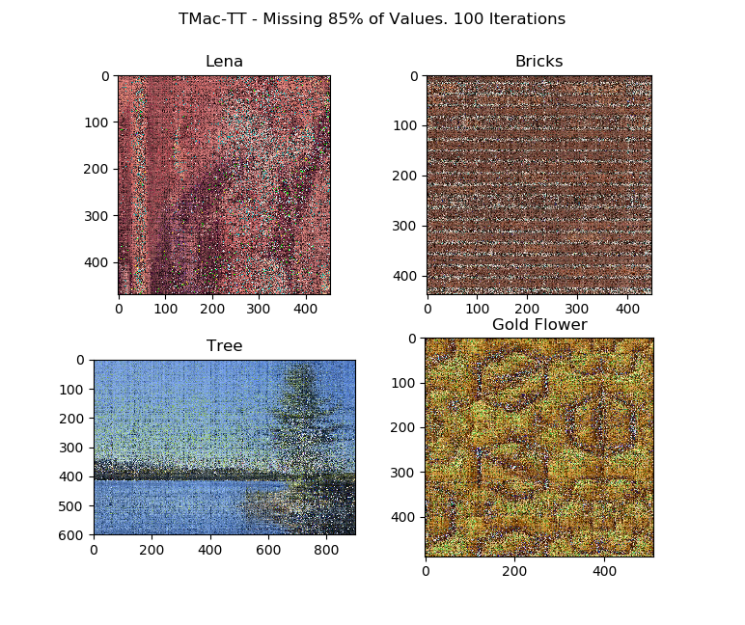 TMac-TT - Missing 85% of Values. 100 Iterations
Lena
0
100
200
300
400
0 100 200 300 400
Bricks
0
100
200
300
400
0 100 200 300 400
Tree
0
100
200
300
400
500
600
0 200 400 600 800
Gold Flower
0
100
200
300
400
0 200 400